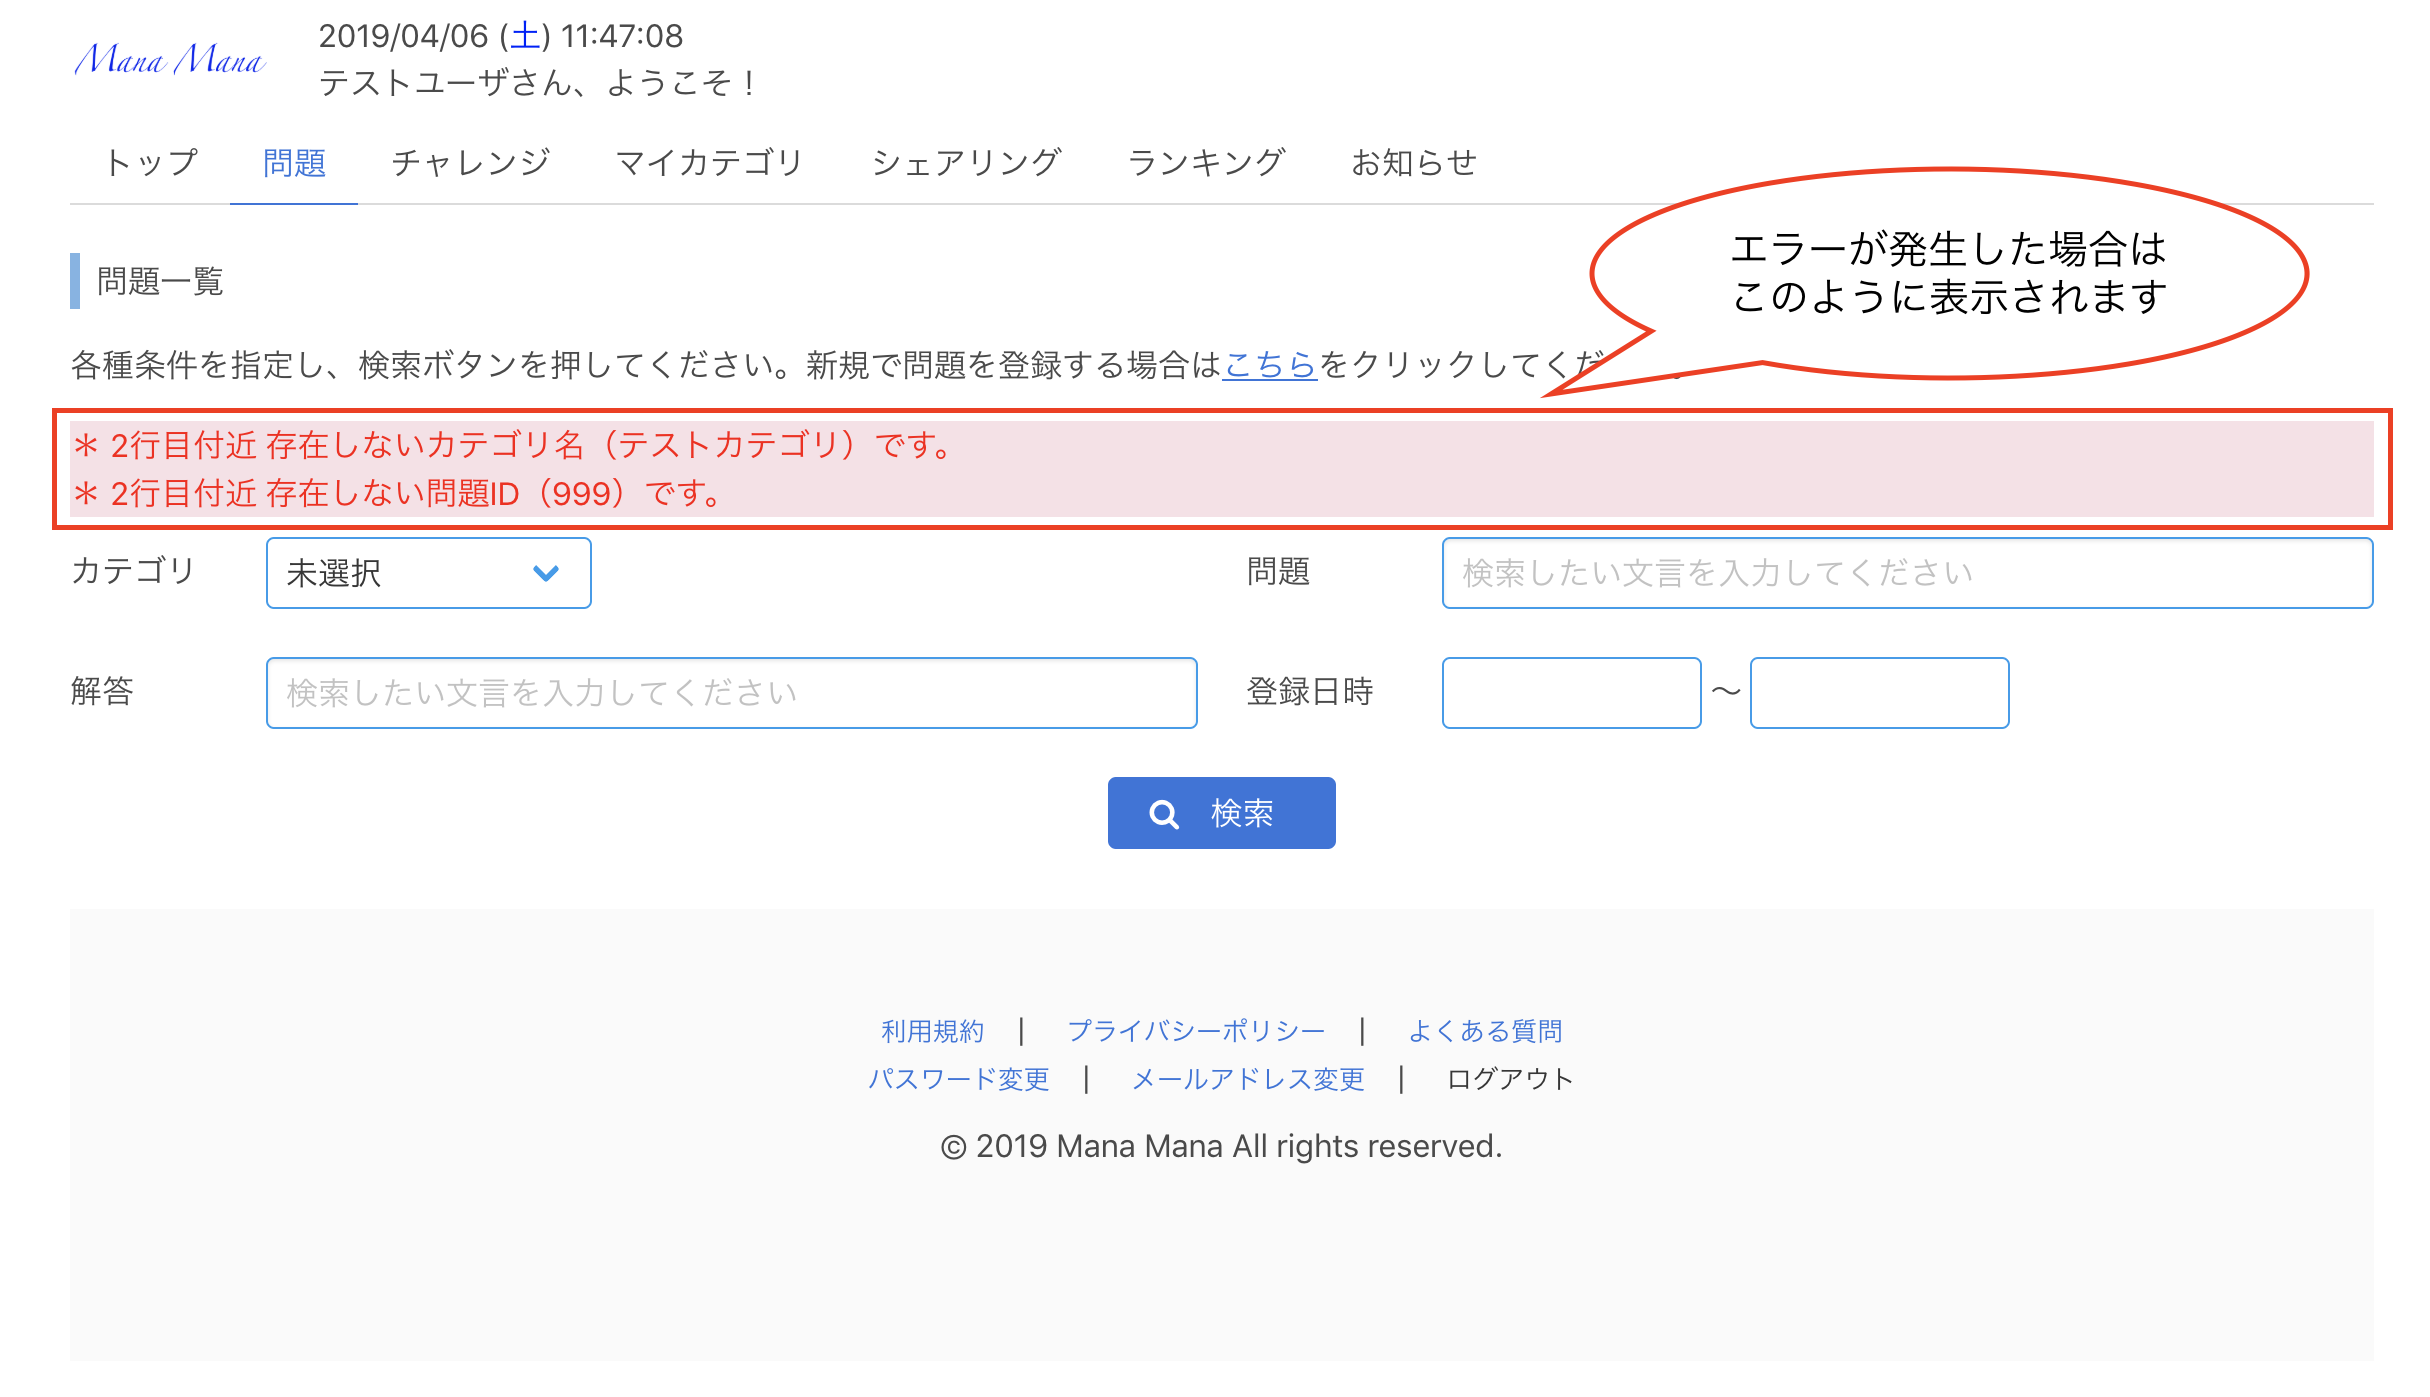 Mana Mana
2019/04/06 (土) 11:47:08
テストユーザさん、ようこそ！
トップ 問題 チャレンジ マイカテゴリ シェアリング ランキング お知らせ
エラーが発生した場合は
このように表示されます
問題一覧
各種条件を指定し、検索ボタンを押してください。新規で問題を登録する場合はこちらをクリックしてくだ
＊ 2行目付近 存在しないカテゴリ名（テストカテゴリ）です。
＊ 2行目付近 存在しない問題ID（999）です。
カテゴリ 未選択 問題 検索したい文言を入力してください
解答 検索したい文言を入力してください 登録日時 〜
検索
利用規約 | プライバシーポリシー | よくある質問
パスワード変更 | メールアドレス変更 | ログアウト
© 2019 Mana Mana All rights reserved.